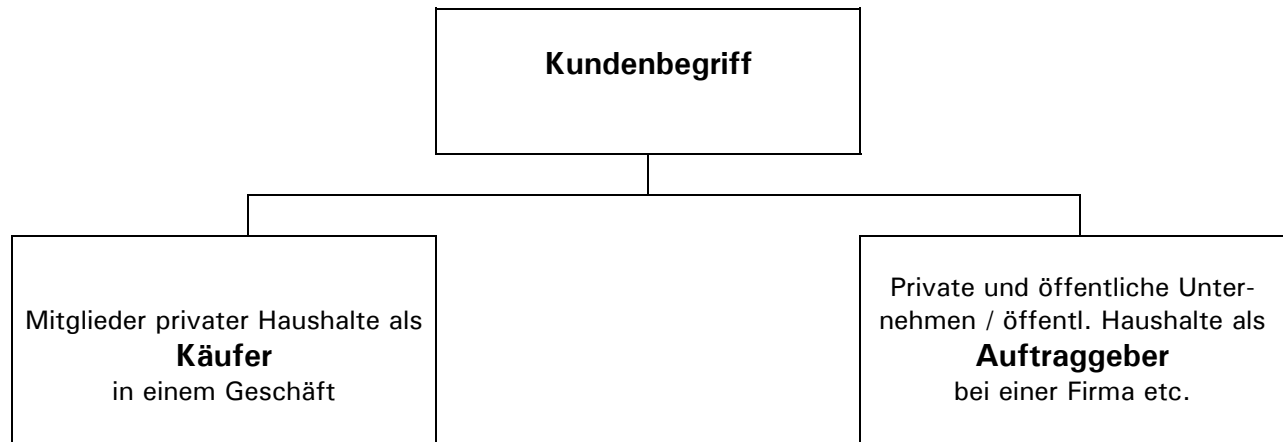 Kundenbegriff
Mitglieder privater Haushalte als
Käufer
in einem Geschäft
Private und öffentliche Unter-
nehmen / öffentl. Haushalte als
Auftraggeber
bei einer Firma etc.